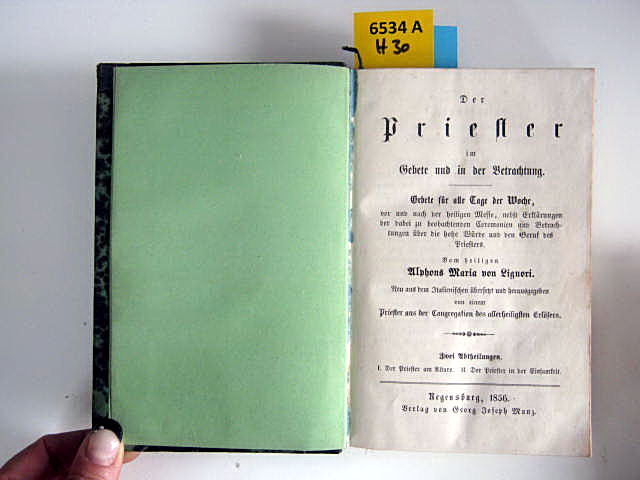 6534 A
H 30
Der
Priester
im
Gebete und in der Betrachtung.
Gebete für alle Tage der Woche,
vor und nach der heiligen Messe, nebst Erklärungen
der dabei zu beobachtenden Ceremonien und Betrach-
tungen über die hohe Würde und den Beruf des
Priesters.
Vom heiligen
Alphons Maria von Liguori.
Neu aus dem Italienischen übersetzt und herausgegeben
von einem
Priester aus der Congregation des allerheiligsten Erlösers.
Zwei Abtheilungen.
I. Der Priester am Altare. II. Der Priester in der Einsamkeit.
Regensburg, 1856.
Verlag von Georg Joseph Manz.